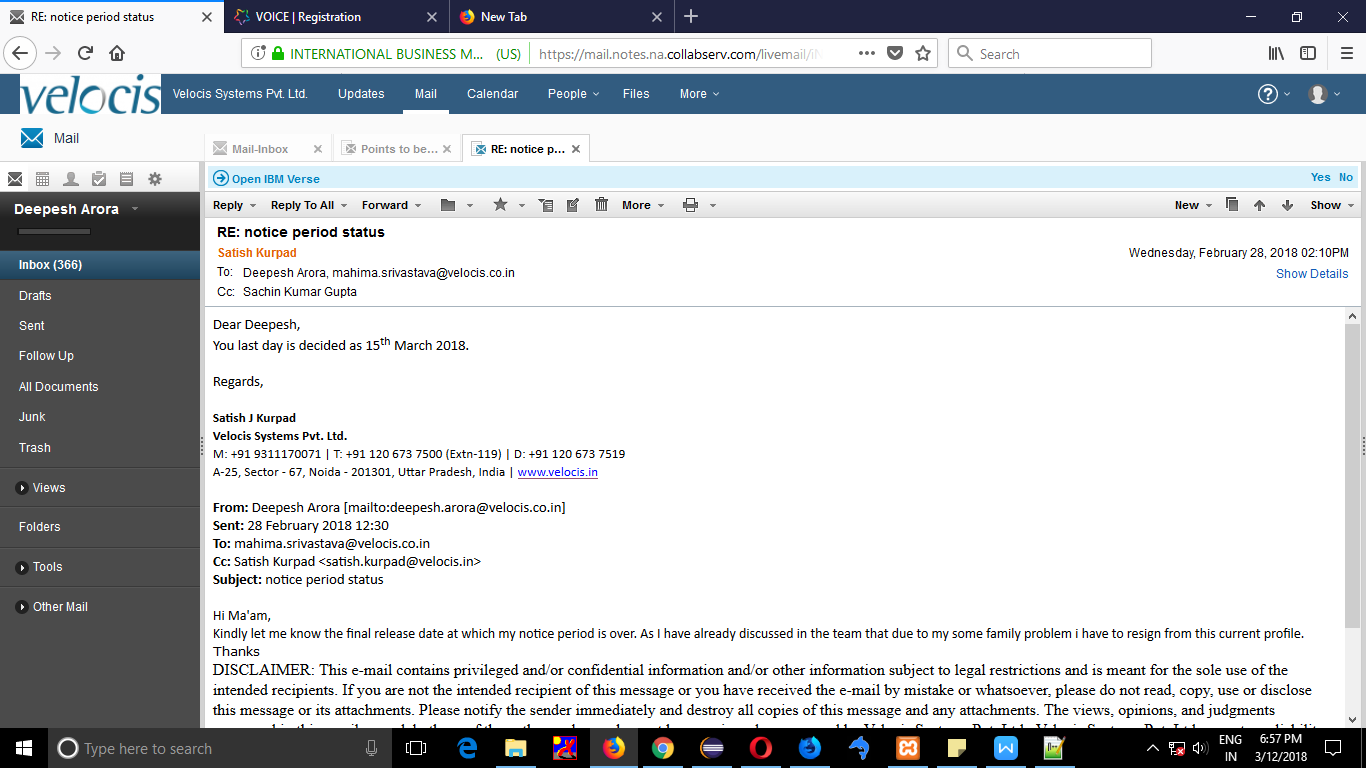 RE: notice period status
VOICE | Registration
New Tab
INTERNATIONAL BUSINESS M... (US)
https://mail.notes.na.collabserv.com/livemail/iN
Search
velocis
Velocis Systems Pvt. Ltd.
Updates
Mail
Calendar
People
Files
More
?
Mail
Mail-Inbox
Points to be...
RE: notice p...
Open IBM Verse
Yes No
Deepesh Arora
Reply
Reply To All
Forward
More
New
Show
RE: notice period status
Satish Kurpad
Wednesday, February 28, 2018 02:10PM
To: Deepesh Arora, mahima.srivastava@velocis.co.in
Show Details
Cc: Sachin Kumar Gupta
Inbox (366)
Drafts
Sent
Follow Up
All Documents
Junk
Trash
Views
Folders
Tools
Other Mail
Dear Deepesh,
You last day is decided as 15th March 2018.
Regards,
Satish J Kurpad
Velocis Systems Pvt. Ltd.
M: +91 9311170071 | T: +91 120 673 7500 (Extn-119) | D: +91 120 673 7519
A-25, Sector - 67, Noida - 201301, Uttar Pradesh, India | www.velocis.in
From: Deepesh Arora [mailto:deepesh.arora@velocis.co.in]
Sent: 28 February 2018 12:30
To: mahima.srivastava@velocis.co.in
Cc: Satish Kurpad <satish.kurpad@velocis.in>
Subject: notice period status
Hi Ma'am,
Kindly let me know the final release date at which my notice period is over. As I have already discussed in the team that due to my some family problem i have to resign from this current profile.
Thanks
DISCLAIMER: This e-mail contains privileged and/or confidential information and/or other information subject to legal restrictions and is meant for the sole use of the
intended recipients. If you are not the intended recipient of this message or you have received the e-mail by mistake or whatsoever, please do not read, copy, use or disclose
this message or its attachments. Please notify the sender immediately and destroy all copies of this message and any attachments. The views, opinions, and judgments
Type here to search
ENG
IN
6:57 PM
3/12/2018